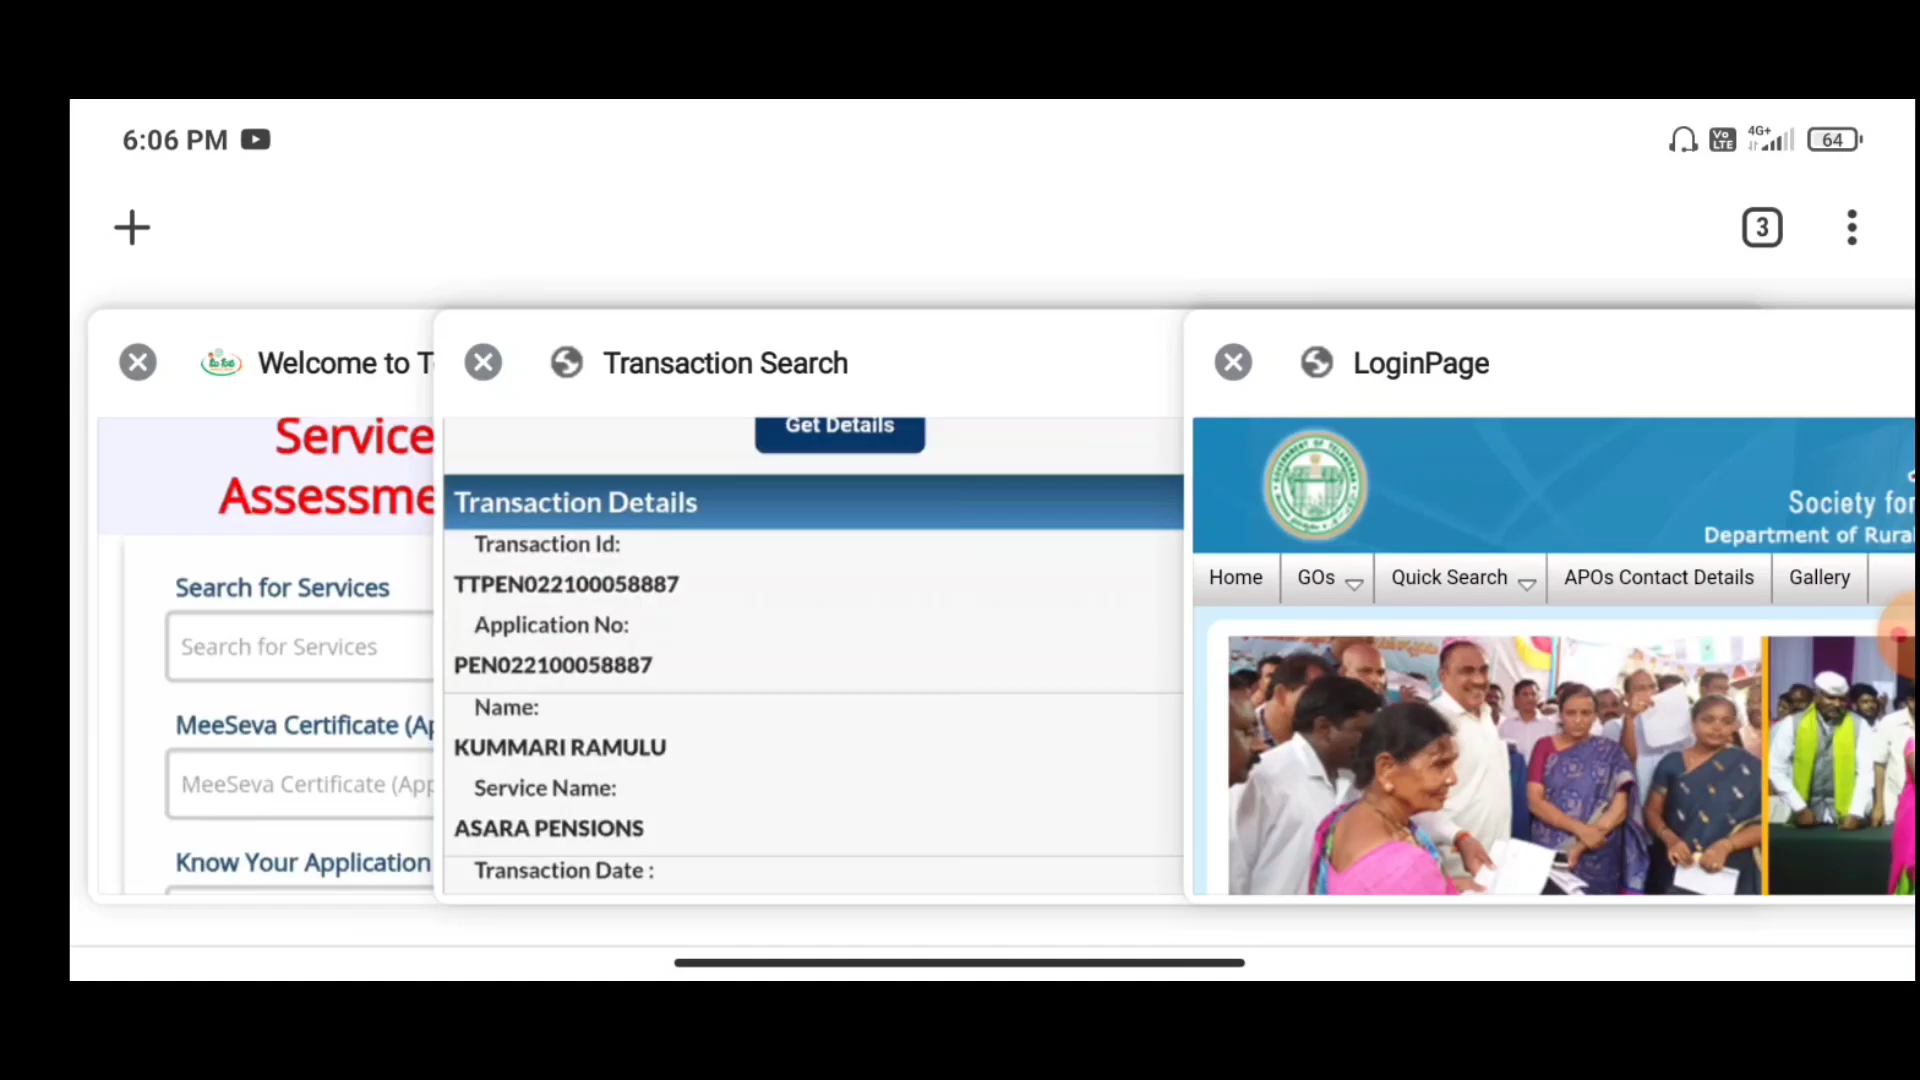 6:06 PM
Vo LTE 4G+ 64
3
Welcome to T
Service
Assessme
Search for Services
Search for Services
MeeSeva Certificate (Ap
MeeSeva Certificate (App
Know Your Application
Transaction Search
Get Details
Transaction Details
Transaction Id:
TTPEN022100058887
Application No:
PEN022100058887
Name:
KUMMARI RAMULU
Service Name:
ASARA PENSIONS
Transaction Date :
LoginPage
Society for
Department of Rura
Home GOs Quick Search APOs Contact Details Gallery